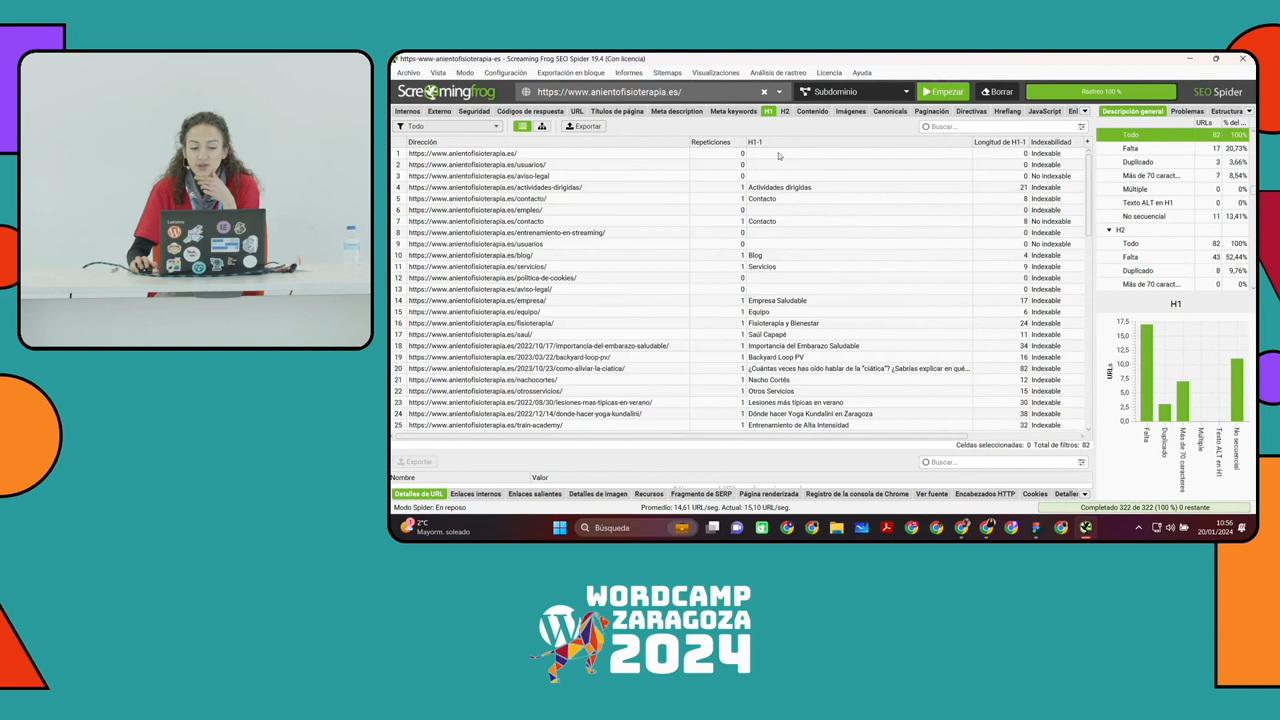 Lenovo
https-www-anientofisioterapia-es - Screaming Frog SEO Spider 19.4 (Con licencia)
Archivo Vista Modo Configuración Exportación en bloque Informes Sitemaps Visualizaciones Análisis de rastreo Licencia Ayuda
Screamingfrog https://www.anientofisioterapia.es/ Subdominio Empezar Borrar Rastreo 100 % SEO Spider
Internos Externos Seguridad Códigos de respuesta URL Títulos de página Meta description Meta keywords H1 H2 Contenido Imágenes Canonicals Paginación Directivas Hreflang JavaScript Enl Descripción general Problemas Estructura
Todo Exportar Buscar... URLs % del ...
Dirección Repeticiones H1-1 Longitud de H1-1 Indexabilidad
1 https://www.anientofisioterapia.es/ 0 0 Indexable
2 https://www.anientofisioterapia.es/usuarios/ 0 0 Indexable
3 https://www.anientofisioterapia.es/aviso-legal 0 0 No indexable
4 https://www.anientofisioterapia.es/actividades-dirigidas/ 1 Actividades dirigidas 21 Indexable
5 https://www.anientofisioterapia.es/contacto/ 1 Contacto 8 Indexable
6 https://www.anientofisioterapia.es/empleo/ 0 0 Indexable
7 https://www.anientofisioterapia.es/contacto 1 Contacto 8 No indexable
8 https://www.anientofisioterapia.es/entrenamiento-en-streaming/ 0 0 Indexable
9 https://www.anientofisioterapia.es/usuarios 0 0 No indexable
10 https://www.anientofisioterapia.es/blog/ 1 Blog 4 Indexable
11 https://www.anientofisioterapia.es/servicios/ 1 Servicios 9 Indexable
12 https://www.anientofisioterapia.es/politica-de-cookies/ 0 0 Indexable
13 https://www.anientofisioterapia.es/aviso-legal/ 0 0 Indexable
14 https://www.anientofisioterapia.es/empresa/ 1 Empresa Saludable 17 Indexable
15 https://www.anientofisioterapia.es/equipo/ 1 Equipo 6 Indexable
16 https://www.anientofisioterapia.es/fisioterapia/ 1 Fisioterapia y Bienestar 24 Indexable
17 https://www.anientofisioterapia.es/saul/ 1 Saúl Capapé 11 Indexable
18 https://www.anientofisioterapia.es/2022/10/17/importancia-del-embarazo-saludable/ 1 Importancia del Embarazo Saludable 34 Indexable
19 https://www.anientofisioterapia.es/2023/03/22/backyard-loop-pv/ 1 Backyard Loop PV 16 Indexable
20 https://www.anientofisioterapia.es/2023/10/23/como-aliviar-la-ciatica/ 1 ¿Cuántas veces has oído hablar de la "ciática"? ¿Sabrías explicar en qué... 82 Indexable
21 https://www.anientofisioterapia.es/nachocortes/ 1 Nacho Cortés 12 Indexable
22 https://www.anientofisioterapia.es/otrosservicios/ 1 Otros Servicios 15 Indexable
23 https://www.anientofisioterapia.es/2022/08/30/lesiones-mas-tipicas-en-verano/ 1 Lesiones más típicas en verano 30 Indexable
24 https://www.anientofisioterapia.es/2022/12/14/donde-hacer-yoga-kundalini/ 1 Dónde hacer Yoga Kundalini en Zaragoza 38 Indexable
25 https://www.anientofisioterapia.es/train-academy/ 1 Entrenamiento de Alta Intensidad 32 Indexable
Celdas seleccionadas: 0 Total de filtros: 82
Exportar Buscar...
Nombre Valor
Detalles de URL Enlaces internos Enlaces salientes Detalles de imagen Recursos Fragmento de SERP Página renderizada Registro de la consola de Chrome Ver fuente Encabezados HTTP Cookies Detalles
Modo Spider: En reposo Promedio: 14,61 URL/seg. Actual: 15,10 URL/seg. Completado 322 de 322 (100 %) 0 restante
Todo 82 100%
Falta 17 20,73%
Duplicado 3 3,66%
Más de 70 caract... 7 8,54%
Múltiple 0 0%
Texto ALT en H1 0 0%
No secuencial 11 13,41%
H2
Todo 82 100%
Falta 43 52,44%
Duplicado 8 9,76%
Más de 70 caract... 0 0%
H1
17,5
15,0
12,5
10,0
7,5
5,0
2,5
0,0
URLs
Falta
Duplicado
Más de 70 caracteres
Múltiple
Texto ALT en H1
No secuencial
2°C
Mayorm. soleado
Búsqueda
10:56
20/01/2024
WORDCAMP
ZARAGOZA
2024